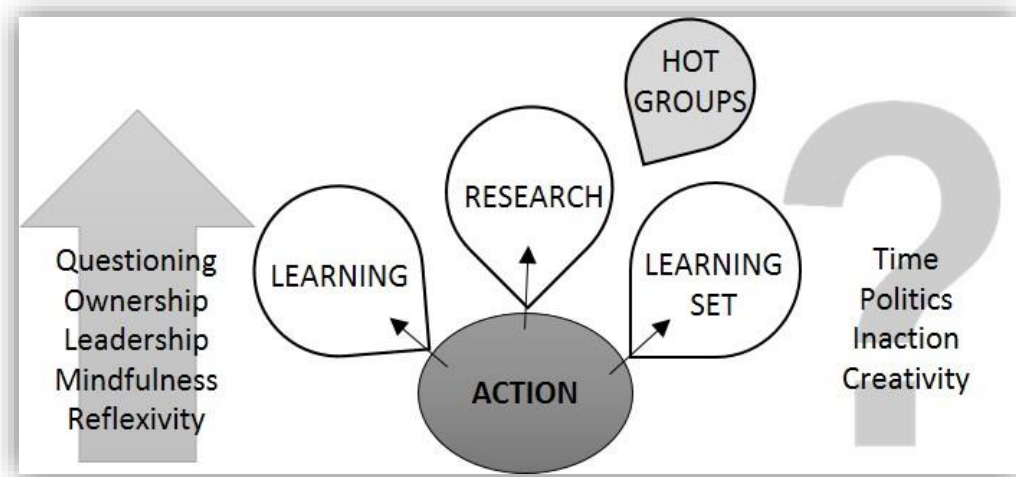 HOT
GROUPS
RESEARCH
LEARNING
LEARNING
SET
ACTION
Questioning
Ownership
Leadership
Mindfulness
Reflexivity
Time
Politics
Inaction
Creativity
?